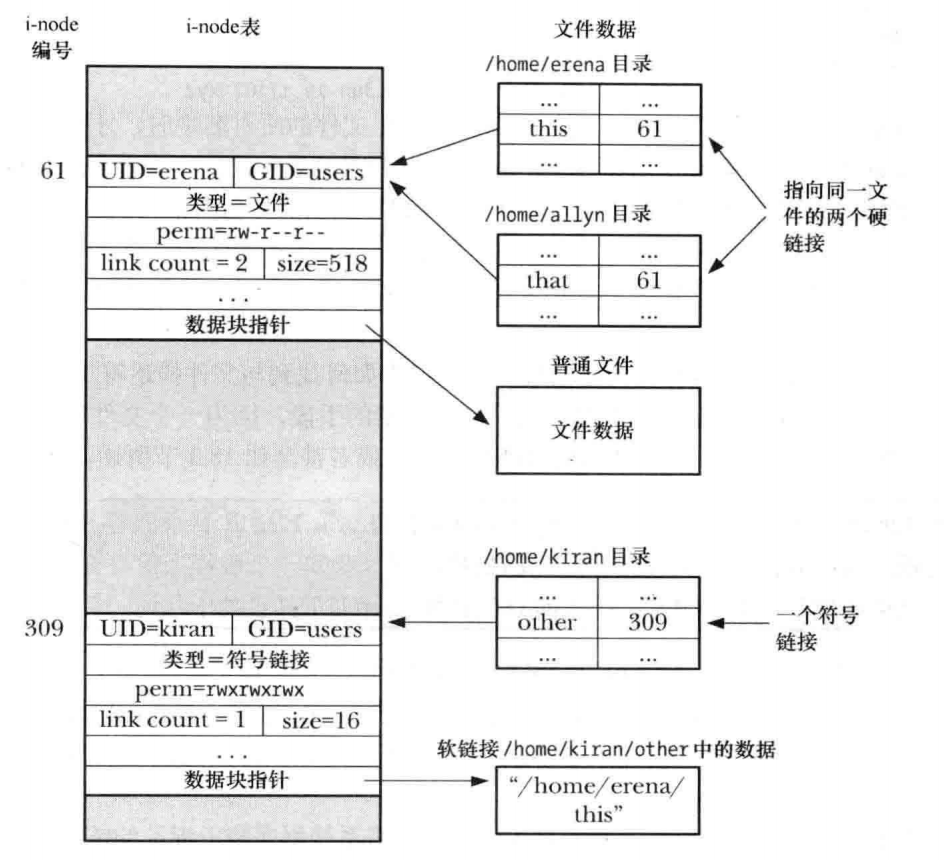 i-node
编号
i-node表
文件数据
/home/erena 目录
... ...
this 61
... ...
61
UID=erena GID=users
类型=文件
perm=rw-r--r--
link count = 2 size=518
...
数据块指针
指向同一文
件的两个硬
链接
/home/allyn 目录
... ...
that 61
... ...
普通文件
文件数据
/home/kiran 目录
... ...
other 309
... ...
一个符号
链接
309
UID=kiran GID=users
类型=符号链接
perm=rwxrwxrwx
link count = 1 size=16
...
数据块指针
软链接 /home/kiran/other 中的数据
“/home/erena/
this”